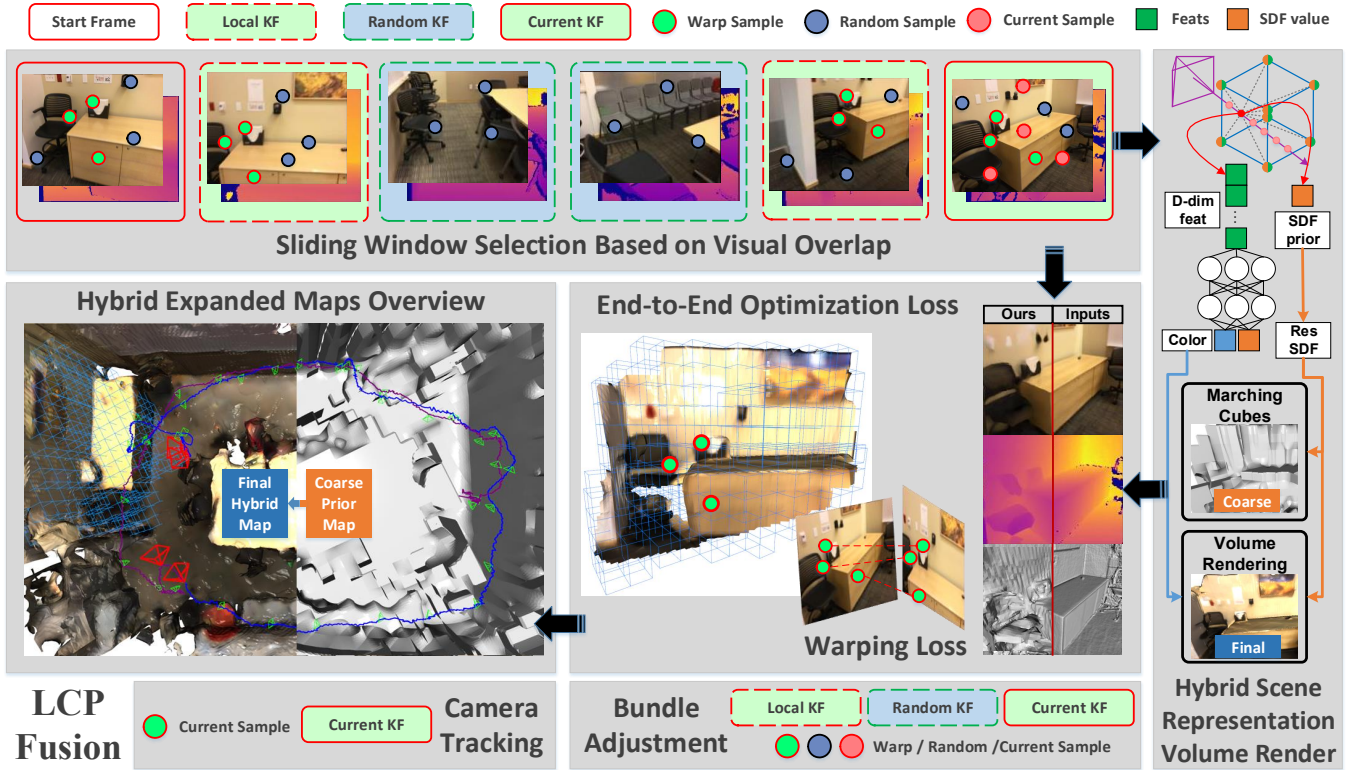 Start Frame
Local KF
Random KF
Current KF
Warp Sample
Random Sample
Current Sample
Feats
SDF value
Sliding Window Selection Based on Visual Overlap
D-dim
feat
SDF
prior
Color
Res
SDF
Marching
Cubes
Coarse
Volume
Rendering
Final
Hybrid Scene
Representation
Volume Render
Hybrid Expanded Maps Overview
Final
Hybrid
Map
Coarse
Prior
Map
End-to-End Optimization Loss
Ours
Inputs
Warping Loss
LCP
Fusion
Current Sample
Current KF
Camera
Tracking
Bundle
Adjustment
Local KF
Random KF
Current KF
Warp / Random /Current Sample